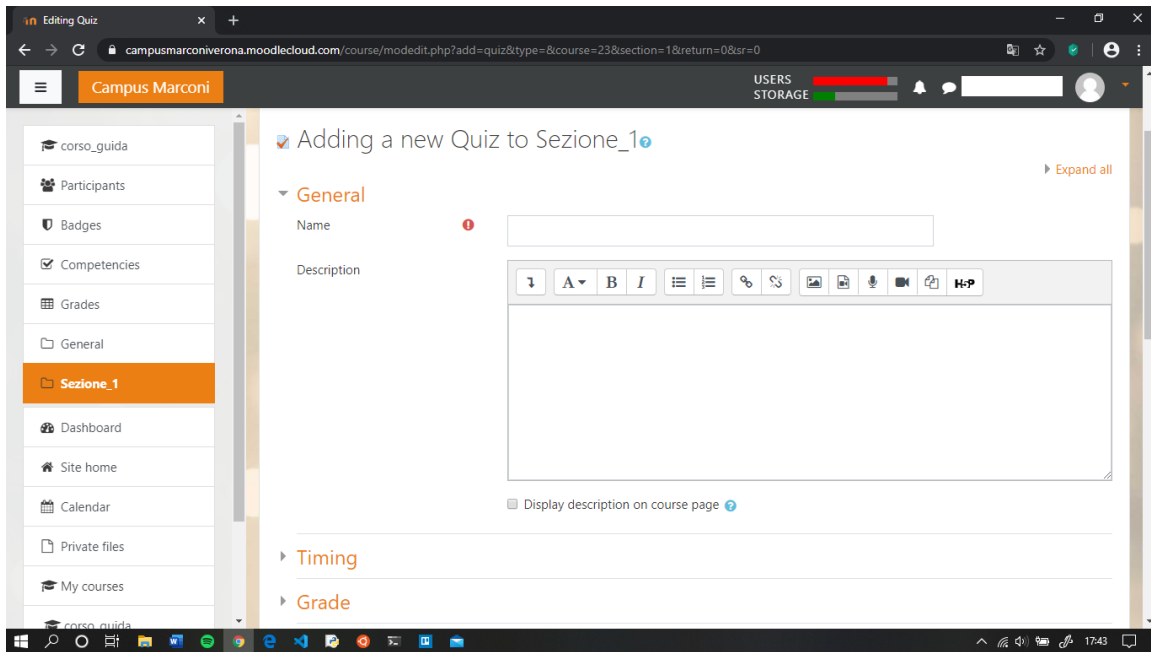 Editing Quiz
campusmarconiverona.moodlecloud.com/course/modedit.php?add=quiz&type=&course=23&section=1&return=0&sr=0
Campus Marconi
USERS
STORAGE
corso_guida
Participants
Badges
Competencies
Grades
General
Sezione_1
Dashboard
Site home
Calendar
Private files
My courses
corso_guida
Adding a new Quiz to Sezione_1
Expand all
General
Name
Description
A B I
H-P
Display description on course page
Timing
Grade
17:43